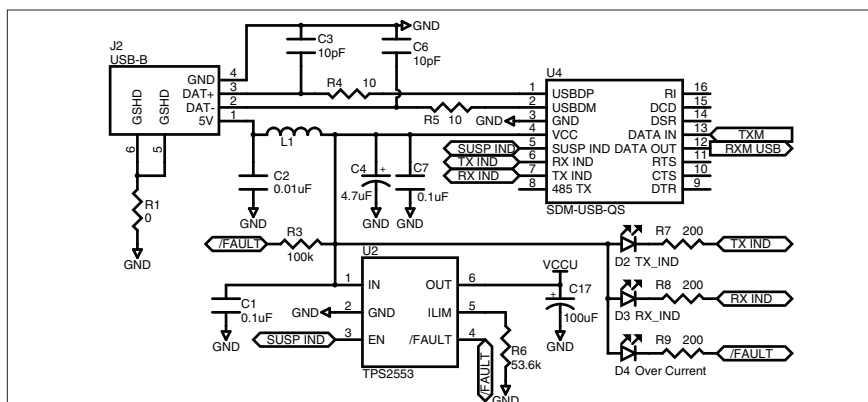 J2
USB-B
GND
DAT+
DAT-
5V
4
3
2
1
GSHD
GSHD
6
5
R1
0
GND
C3
10pF
C6
10pF
GND
R4
10
R5
10
L1
C2
0.01uF
GND
C4
4.7uF
+
GND
C7
0.1uF
GND
U4
1 USBDP
2 USBDM
GND 3 GND
4 VCC
SUSP IND 5 SUSP IND
TX IND 6 RX IND
RX IND 7 TX IND
8 485 TX
RI 16
DCD 15
DSR 14
DATA IN 13 TXM
DATA OUT 12 RXM USB
RTS 11
CTS 10
DTR 9
SDM-USB-QS
/FAULT
R3
100k
C1
0.1uF
GND
U2
1 IN
GND 2 GND
SUSP IND 3 EN
OUT 6
ILIM 5
/FAULT 4
TPS2553
/FAULT
R6
53.6k
GND
VCCU
C17
+
100uF
GND
R7 200
D2 TX_IND
TX IND
R8 200
D3 RX_IND
RX IND
R9 200
D4 Over Current
/FAULT